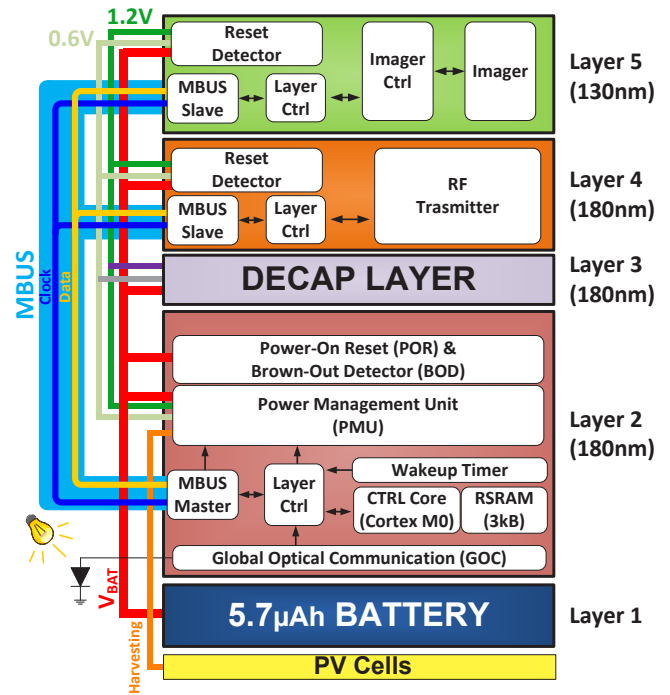 1.2V
0.6V
Reset
Detector
MBUS
Slave
Layer
Ctrl
Imager
Ctrl
Imager
Layer 5
(130nm)
Reset
Detector
MBUS
Slave
Layer
Ctrl
RF
Trasmitter
Layer 4
(180nm)
MBUS
Clock
Data
DECAP LAYER
Layer 3
(180nm)
Power-On Reset (POR) &
Brown-Out Detector (BOD)
Power Management Unit
(PMU)
MBUS
Master
Layer
Ctrl
Wakeup Timer
CTRL Core
(Cortex M0)
RSRAM
(3kB)
Global Optical Communication (GOC)
Layer 2
(180nm)
VBAT
Harvesting
5.7µAh BATTERY
Layer 1
PV Cells